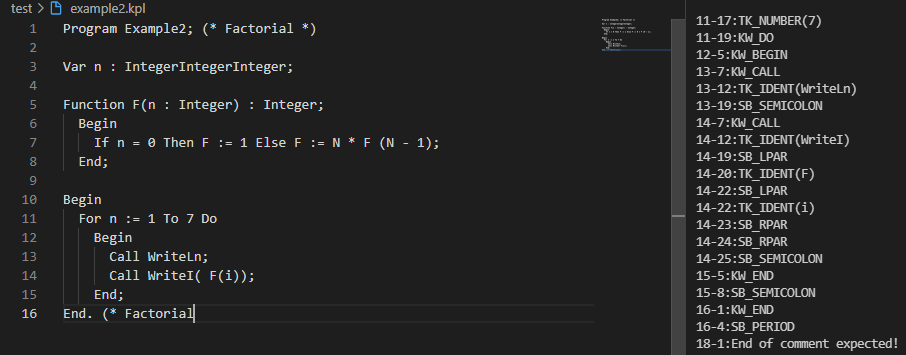 test > example2.kpl
1 Program Example2; (* Factorial *)
2
3 Var n : IntegerIntegerInteger;
4
5 Function F(n : Integer) : Integer;
6   Begin
7     If n = 0 Then F := 1 Else F := N * F (N - 1);
8   End;
9
10 Begin
11   For n := 1 To 7 Do
12     Begin
13       Call WriteLn;
14       Call WriteI( F(i));
15     End;
16 End. (* Factorial
11-17:TK_NUMBER(7)
11-19:KW_DO
12-5:KW_BEGIN
13-7:KW_CALL
13-12:TK_IDENT(WriteLn)
13-19:SB_SEMICOLON
14-7:KW_CALL
14-12:TK_IDENT(WriteI)
14-19:SB_LPAR
14-20:TK_IDENT(F)
14-22:SB_LPAR
14-22:TK_IDENT(i)
14-23:SB_RPAR
14-24:SB_RPAR
14-25:SB_SEMICOLON
15-5:KW_END
15-8:SB_SEMICOLON
16-1:KW_END
16-4:SB_PERIOD
18-1:End of comment expected!